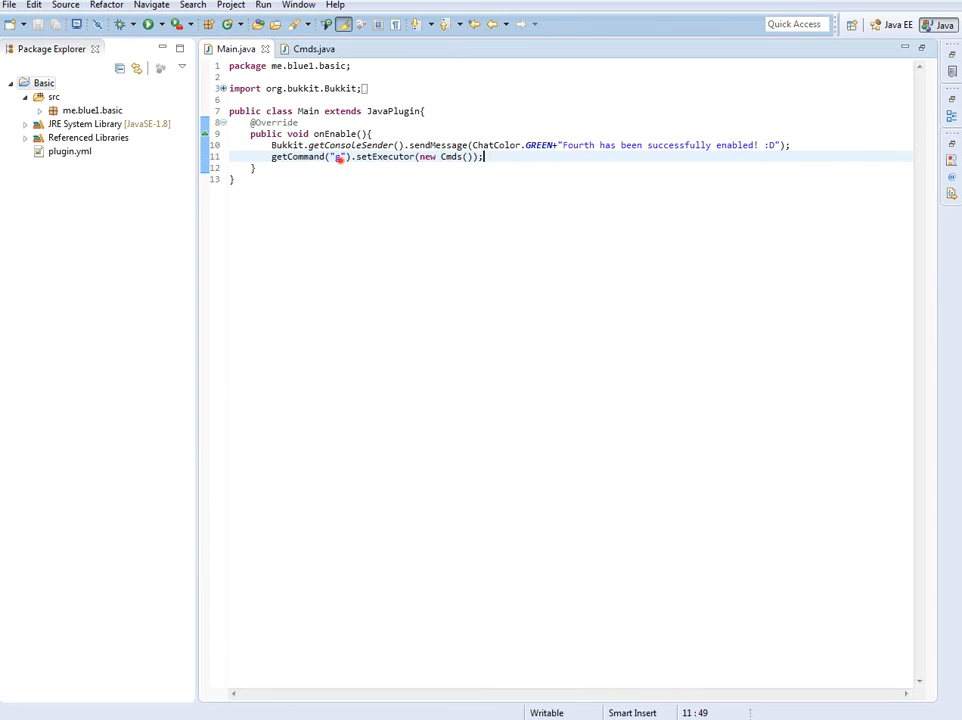 File Edit Source Refactor Navigate Search Project Run Window Help
Quick Access Java EE Java
Package Explorer
Main.java Cmds.java
Basic
src
me.blue1.basic
JRE System Library [JavaSE-1.8]
Referenced Libraries
plugin.yml
1 package me.blue1.basic;
2
3 import org.bukkit.Bukkit;
6
7 public class Main extends JavaPlugin{
8 @Override
9 public void onEnable(){
10 Bukkit.getConsoleSender().sendMessage(ChatColor.GREEN+"Fourth has been successfully enabled! :D");
11 getCommand("g").setExecutor(new Cmds());
12 }
13 }
Writable Smart Insert 11 : 49